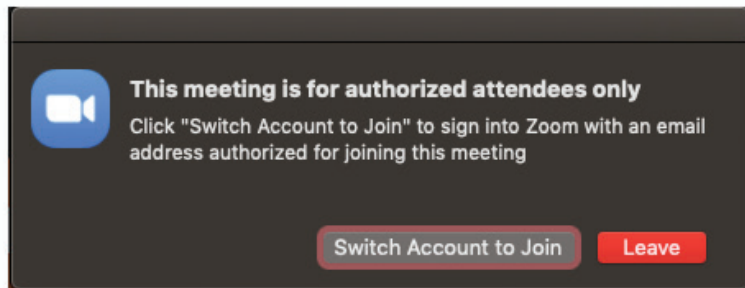 This meeting is for authorized attendees only
Click "Switch Account to Join" to sign into Zoom with an email
address authorized for joining this meeting
Switch Account to Join
Leave